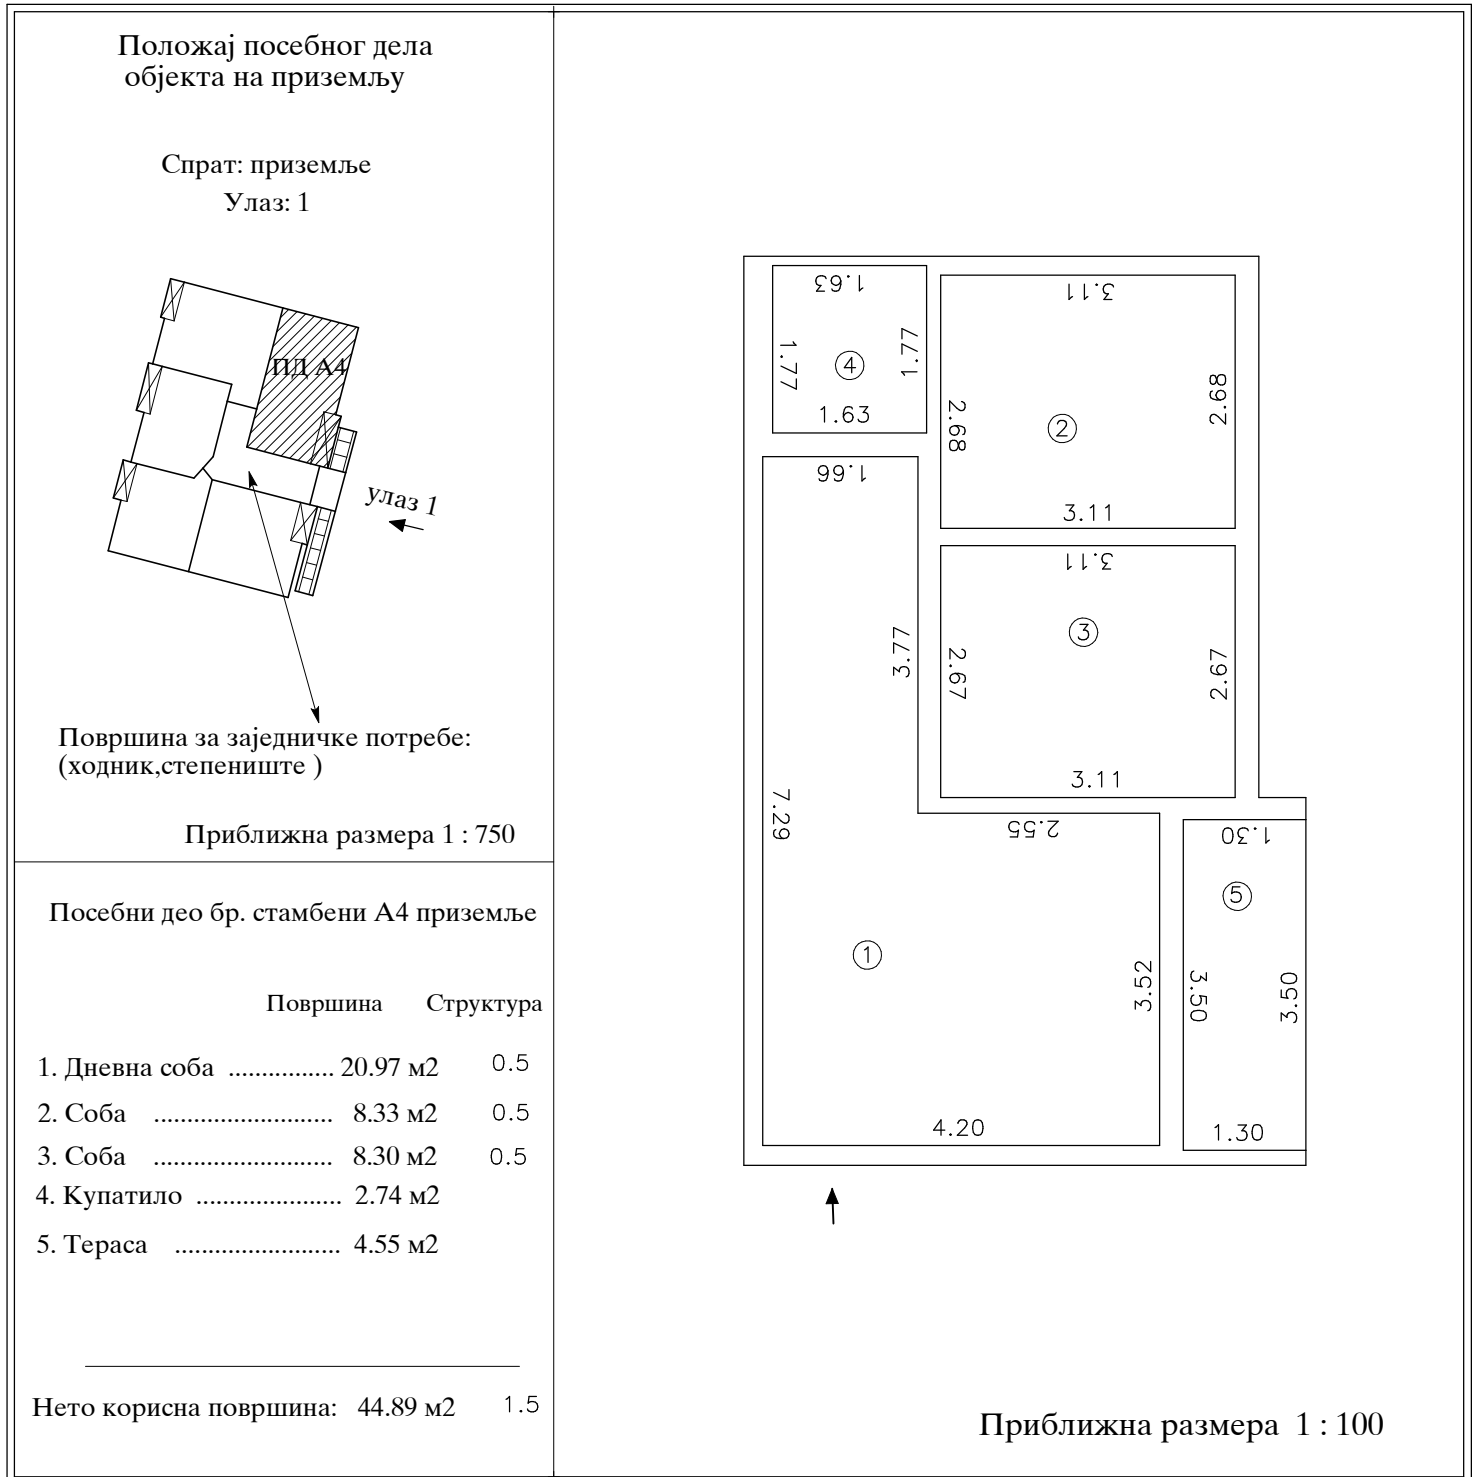 Положај посебног дела
објекта на приземљу
Спрат: приземље
Улаз: 1
ПД А4
улаз 1
Површина за заједничке потребе:
(ходник,степениште )
Приближна размера 1 : 750
Посебни део бр. стамбени А4 приземље
Површина Структура
1. Дневна соба ................ 20.97 м2 0.5
2. Соба ........................... 8.33 м2 0.5
3. Соба ........................... 8.30 м2 0.5
4. Купатило ...................... 2.74 м2
5. Тераса ......................... 4.55 м2
Нето корисна површина: 44.89 м2 1.5
1.63
1.77
4
1.77
1.63
3.11
2.68
2
2.68
3.11
1.66
3.77
7.29
2.55
1
3.52
4.20
3.11
3
2.67
2.67
3.11
1.30
5
3.50
3.50
1.30
Приближна размера 1 : 100